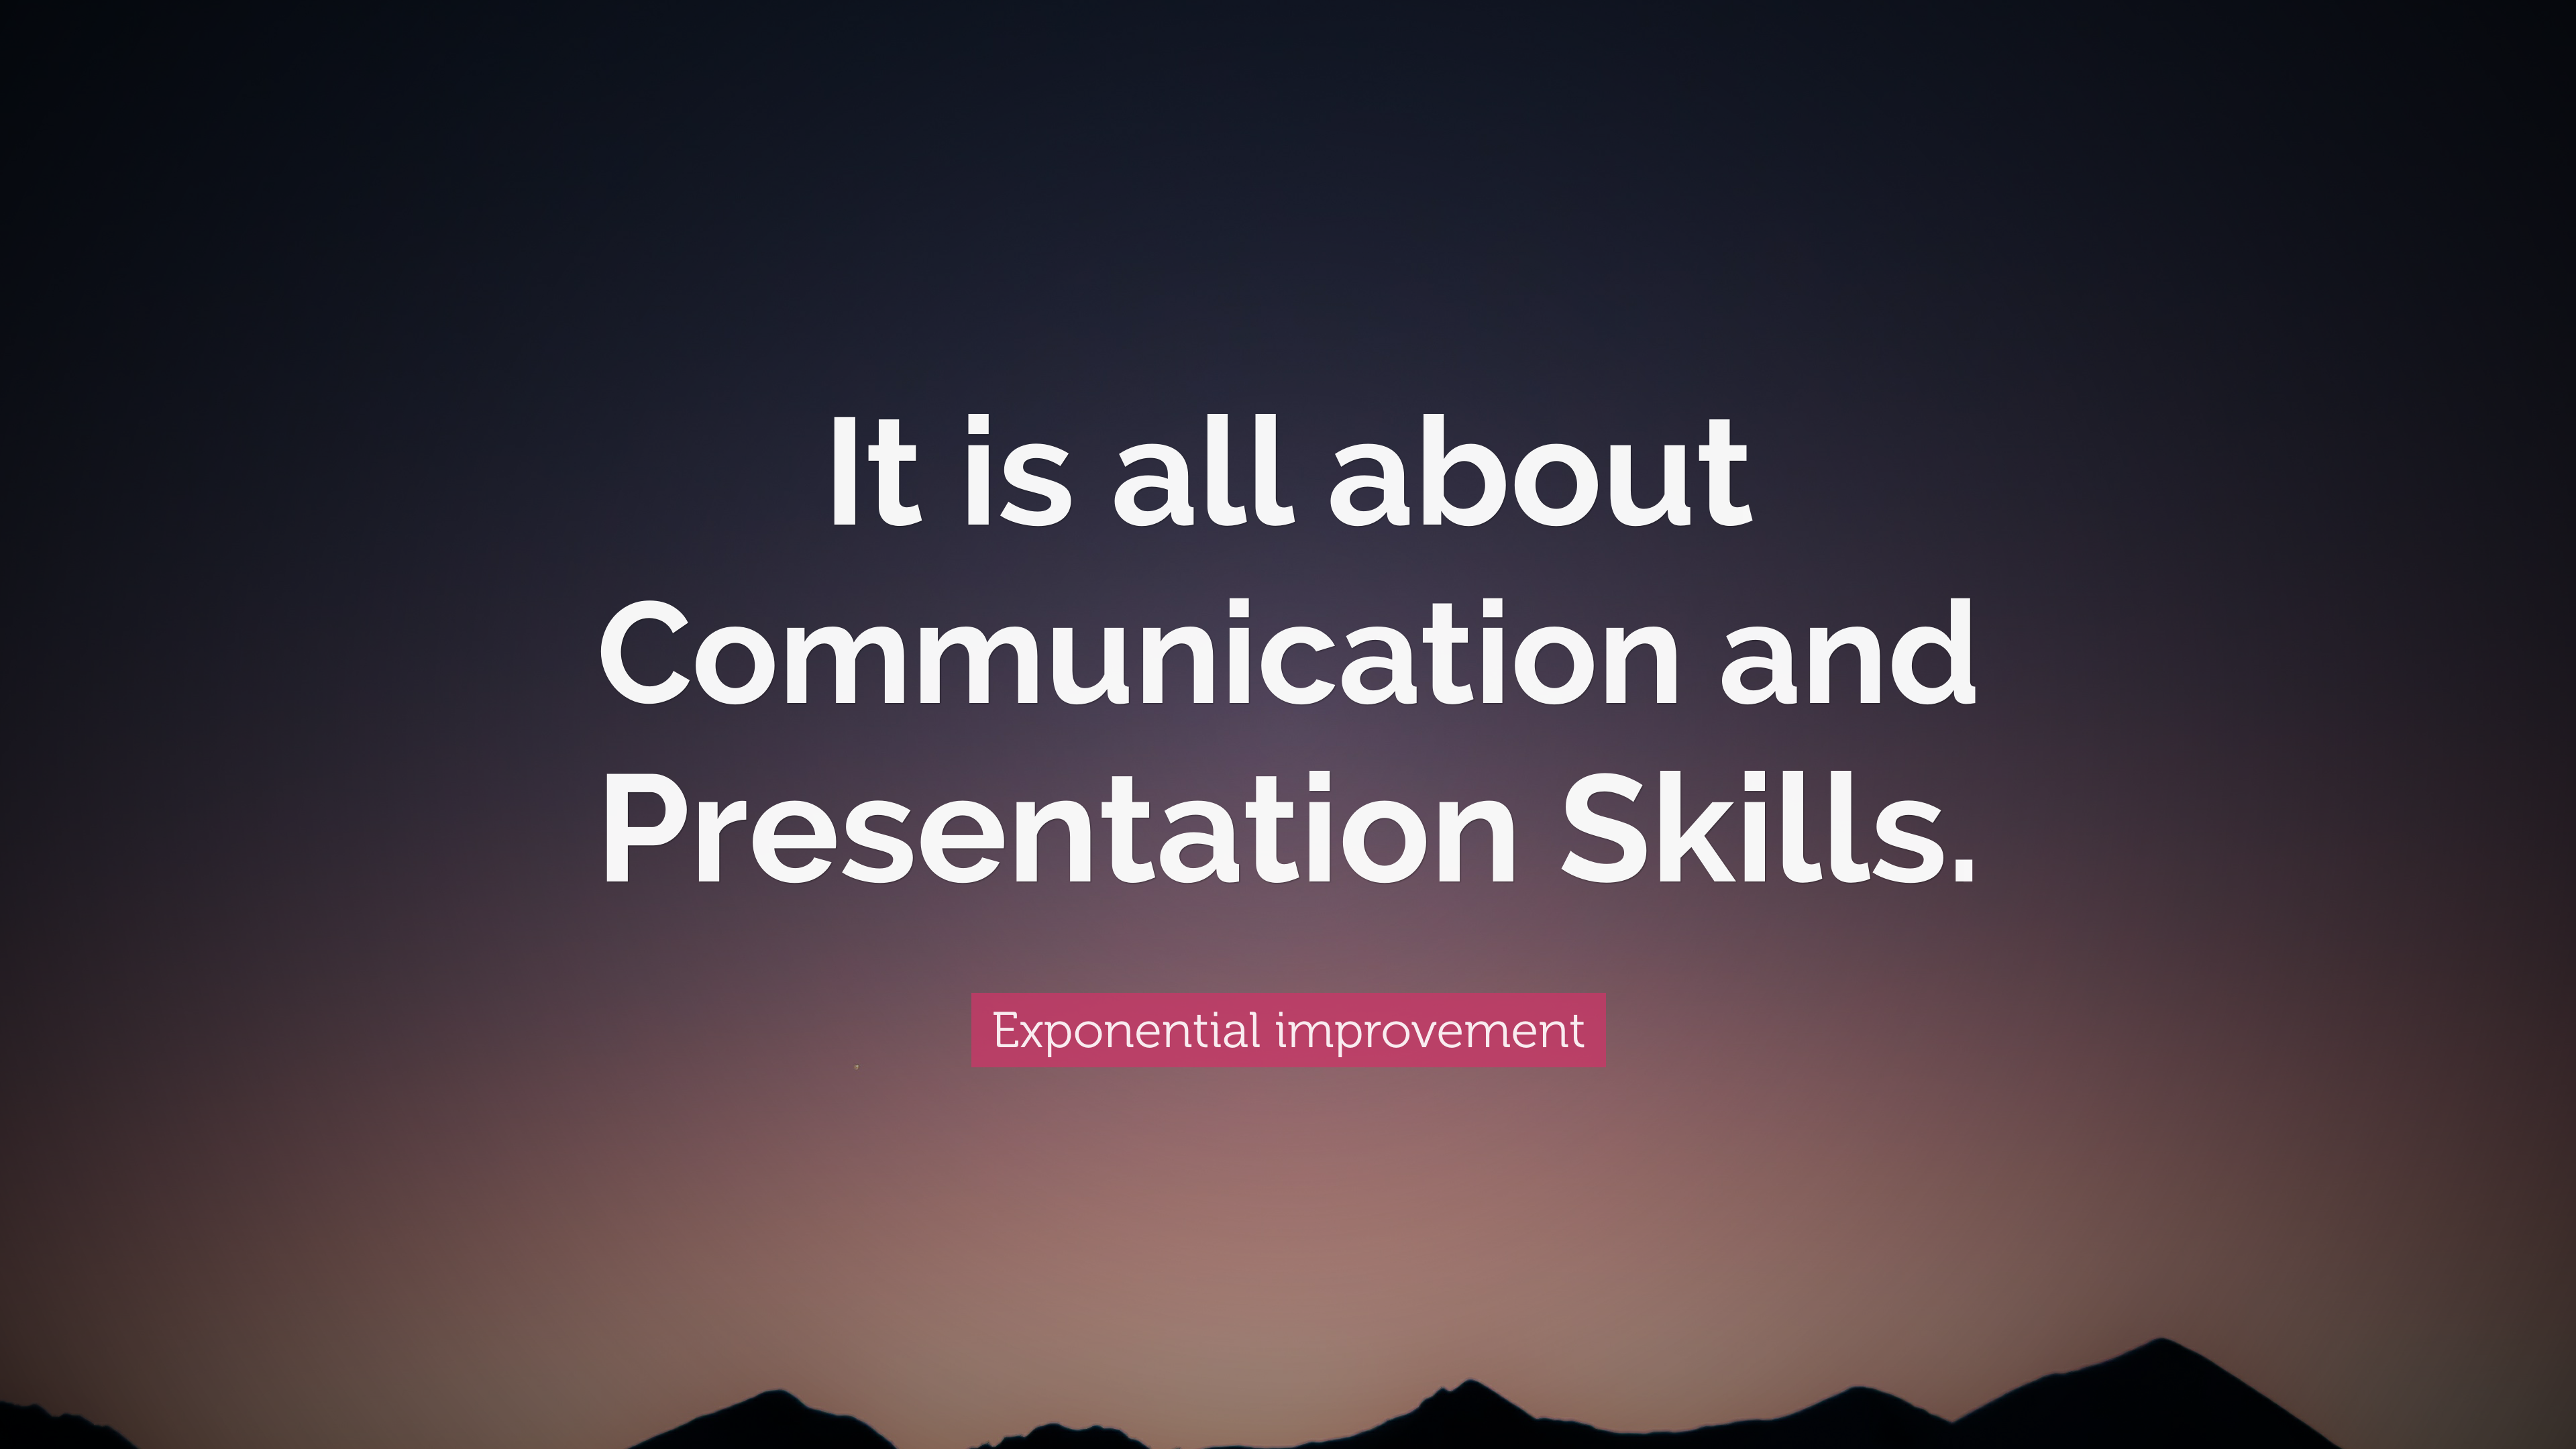 It is all about
Communication and
Presentation Skills.
Exponential improvement